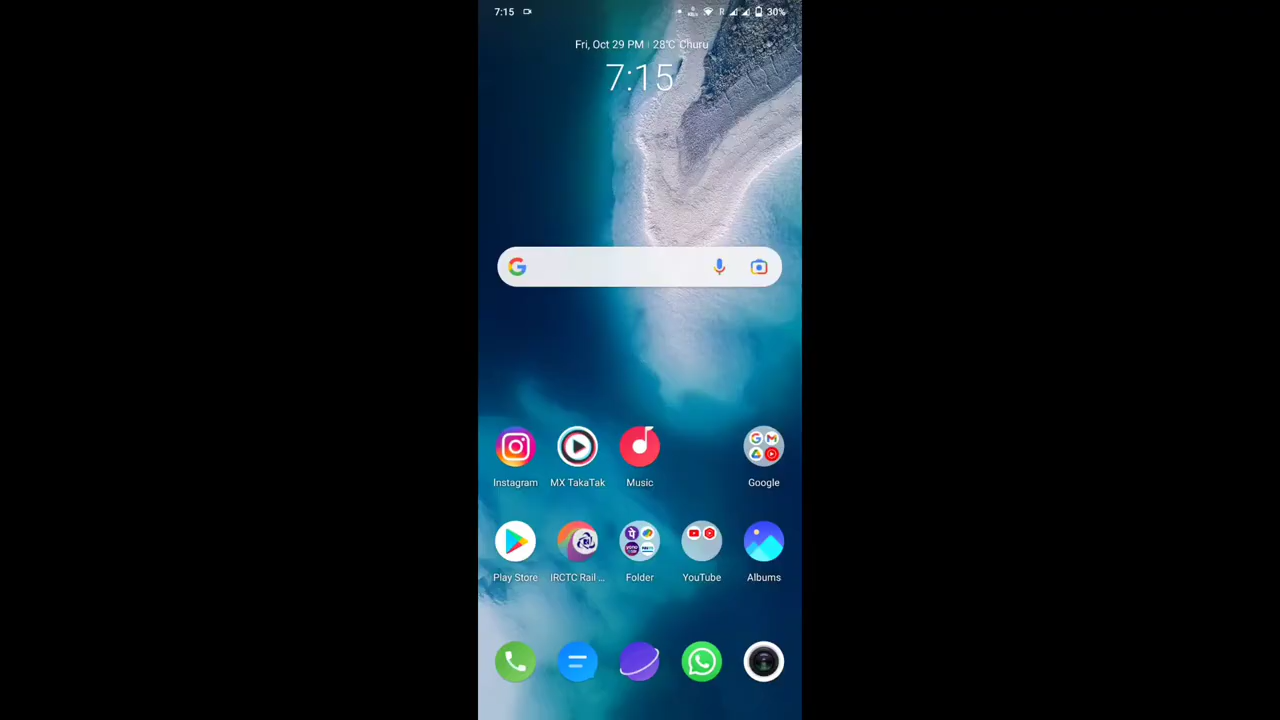 7:15
R
30%
Fri, Oct 29 PM | 28°C Churu
7:15
Instagram
MX TakaTak
Music
Google
Play Store
IRCTC Rail ...
Folder
YouTube
Albums